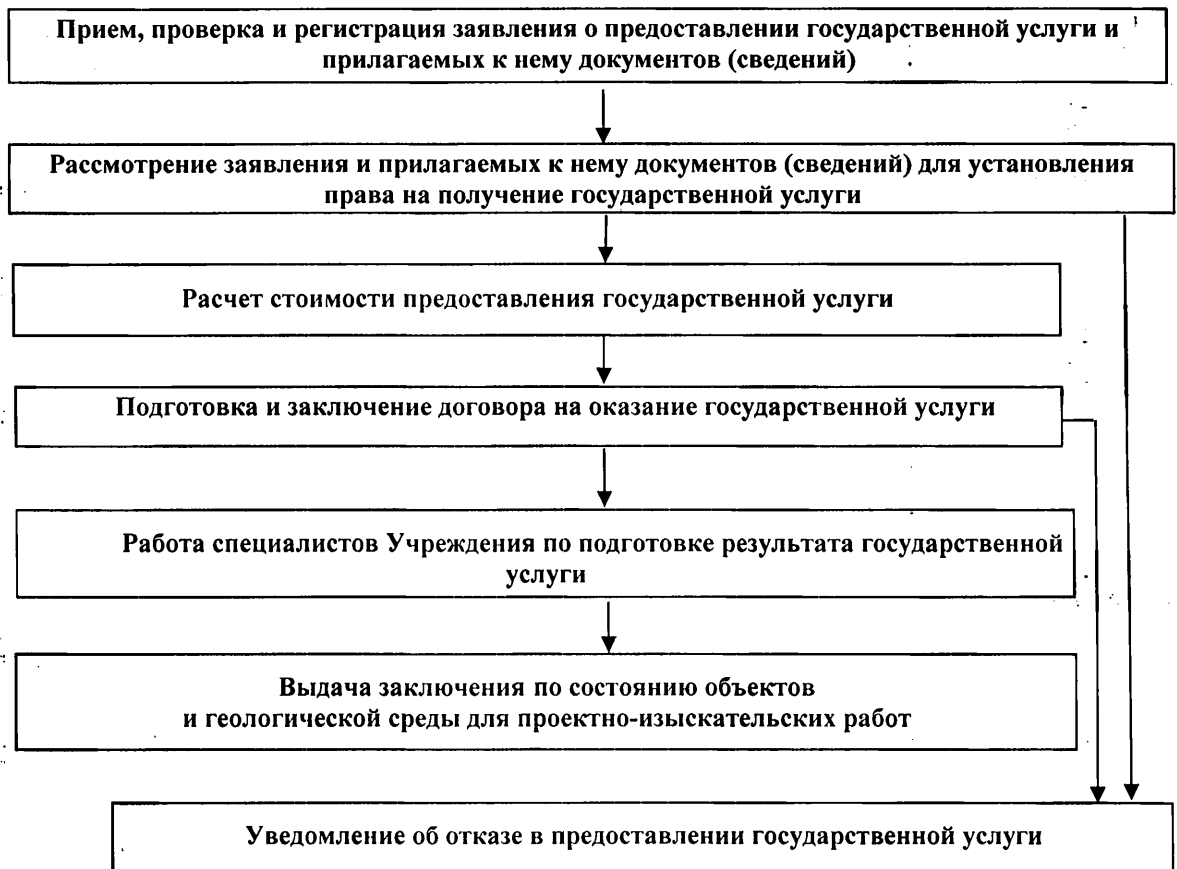 Прием, проверка и регистрация заявления о предоставлении государственной услуги и
прилагаемых к нему документов (сведений)
Рассмотрение заявления и прилагаемых к нему документов (сведений) для установления
права на получение государственной услуги
Расчет стоимости предоставления государственной услуги
Подготовка и заключение договора на оказание государственной услуги
Работа специалистов Учреждения по подготовке результата государственной
услуги
Выдача заключения по состоянию объектов
и геологической среды для проектно-изыскательских работ
Уведомление об отказе в предоставлении государственной услуги